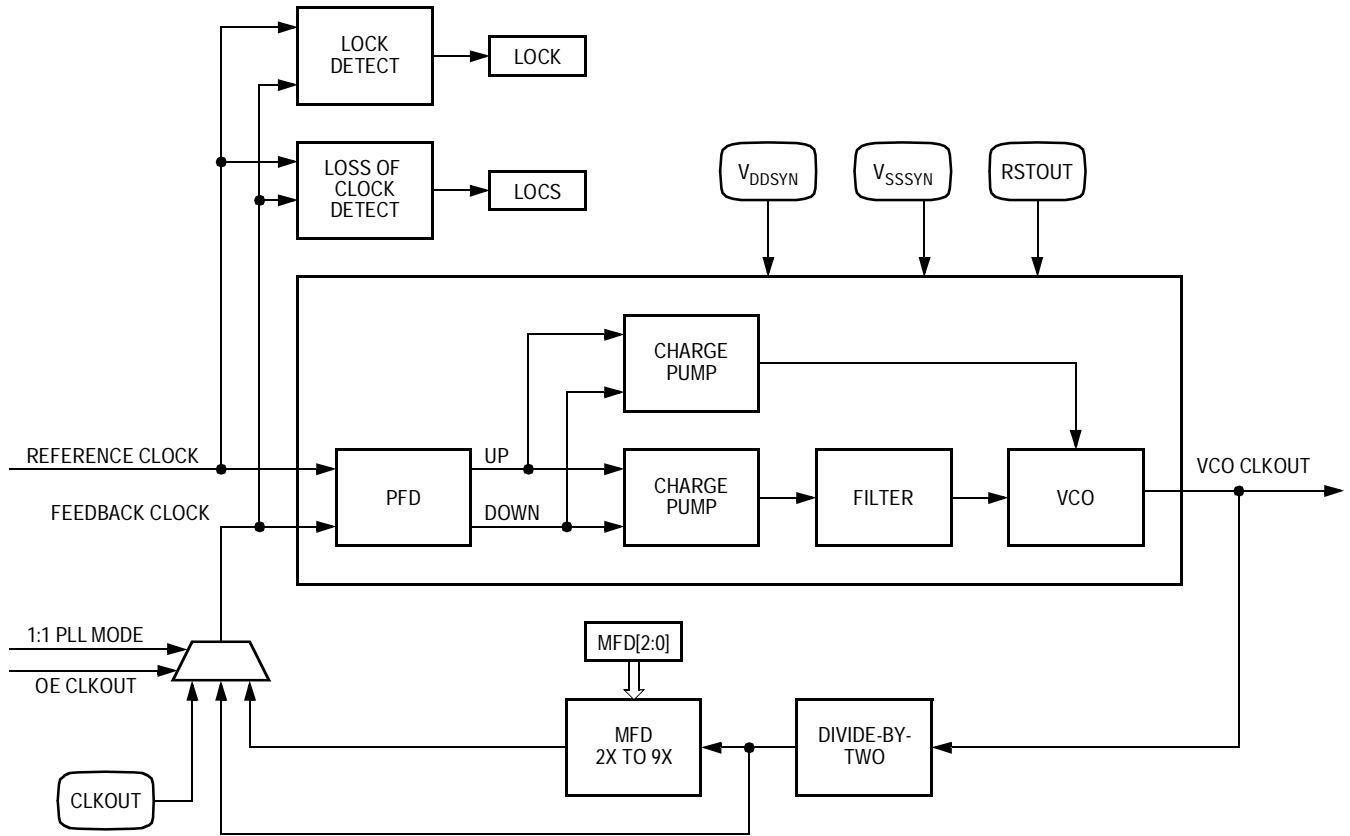 LOCK
DETECT
LOCK
LOSS OF
CLOCK
DETECT
LOCS
VDDSYN
VSSSYN
RSTOUT
CHARGE
PUMP
REFERENCE CLOCK
FEEDBACK CLOCK
PFD
UP
DOWN
CHARGE
PUMP
FILTER
VCO
VCO CLKOUT
1:1 PLL MODE
OE CLKOUT
MFD[2:0]
MFD
2X TO 9X
DIVIDE-BY-
TWO
CLKOUT